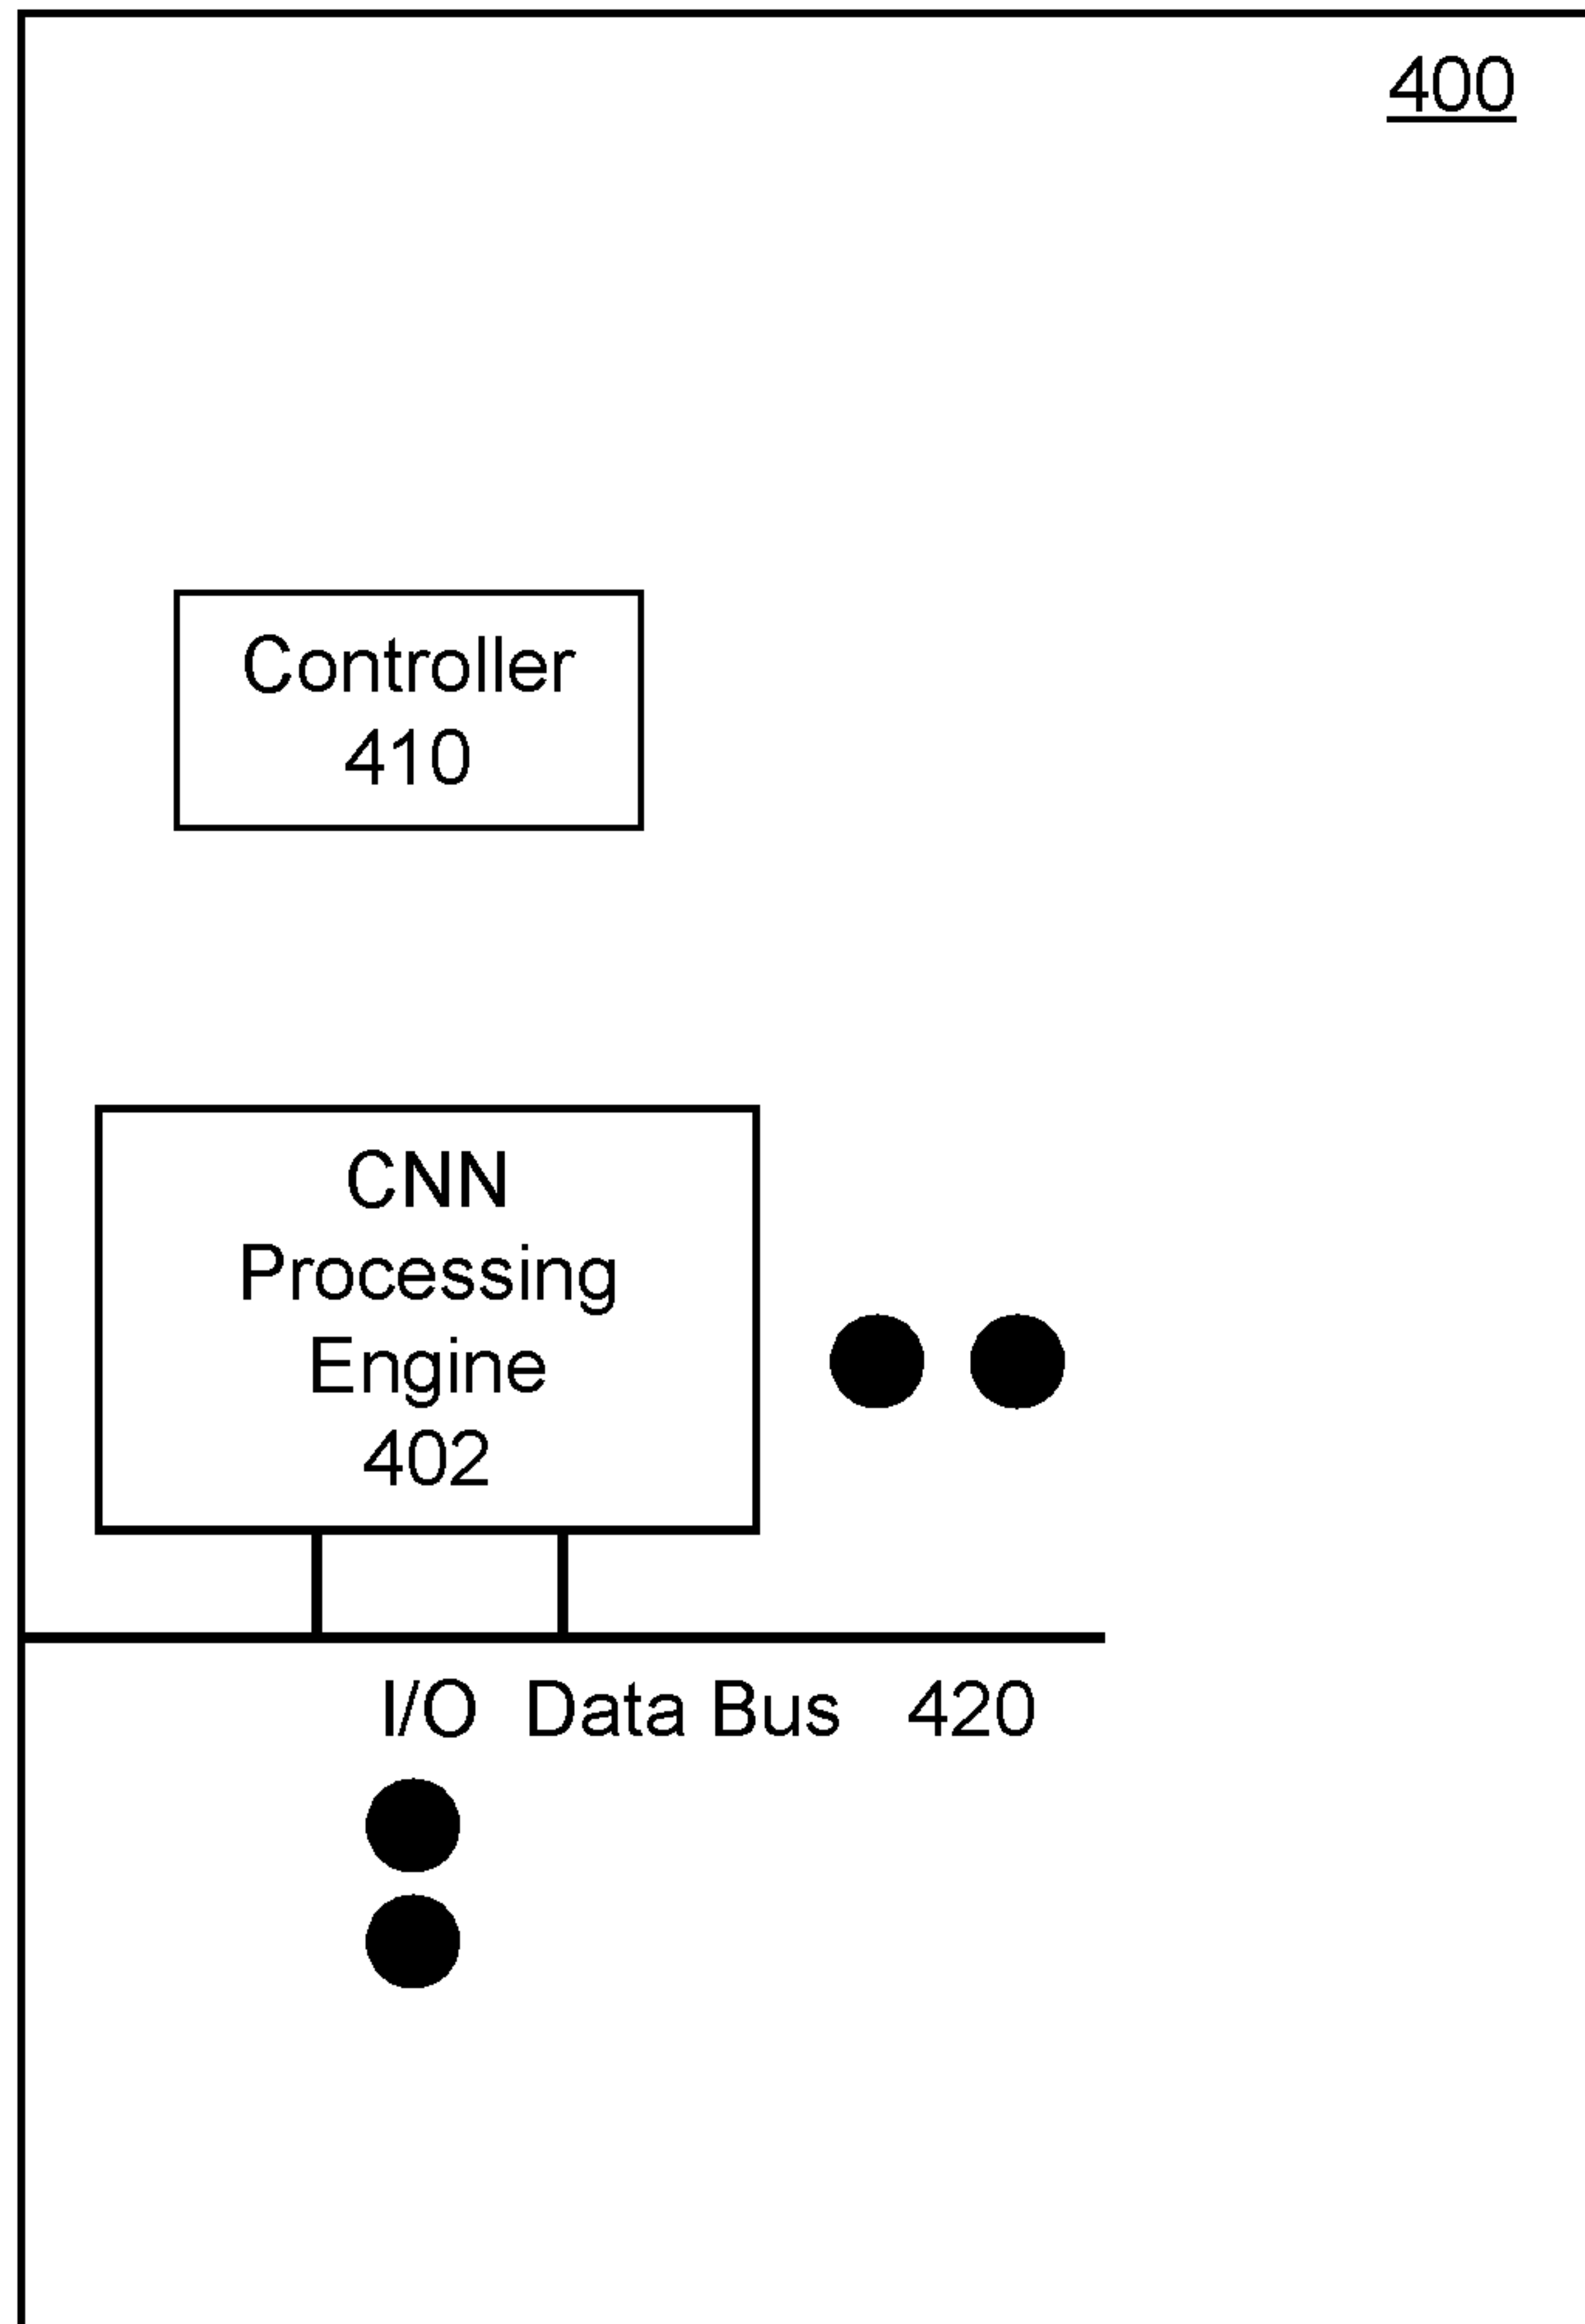 400
Controller
410
CNN
Processing
Engine
402
I/O Data Bus 420